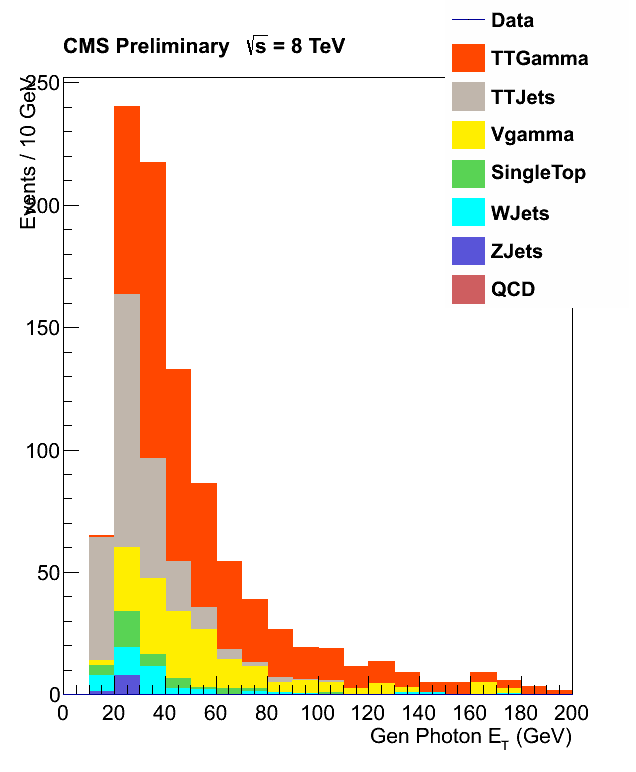 CMS Preliminary √s = 8 TeV
Data
TTGamma
TTJets
Vgamma
SingleTop
WJets
ZJets
QCD
Events / 10 GeV
250
200
150
100
50
0
0 20 40 60 80 100 120 140 160 180 200
Gen Photon E_T (GeV)